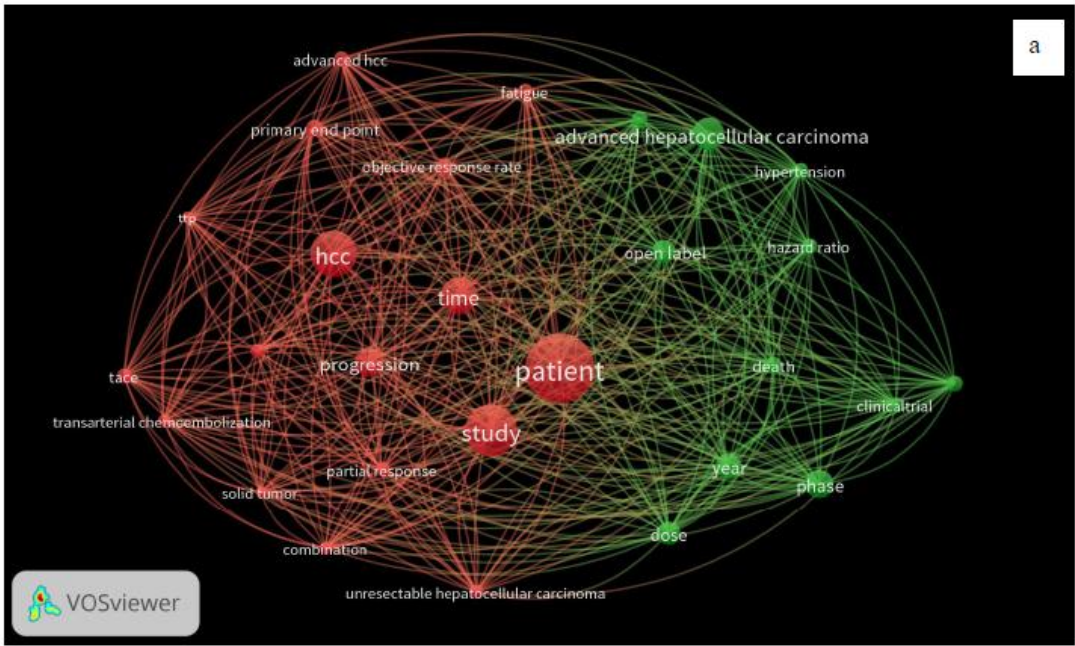 a
advanced hcc
fatigue
primary end point
advanced hepatocellular carcinoma
objective response rate
hypertension
ttp
hcc
open label
hazard ratio
time
progression
patient
death
tace
clinicaltrial
transarterial chemoembolization
study
partial response
year
solid tumor
phase
dose
combination
unresectable hepatocellular carcinoma
VOSviewer